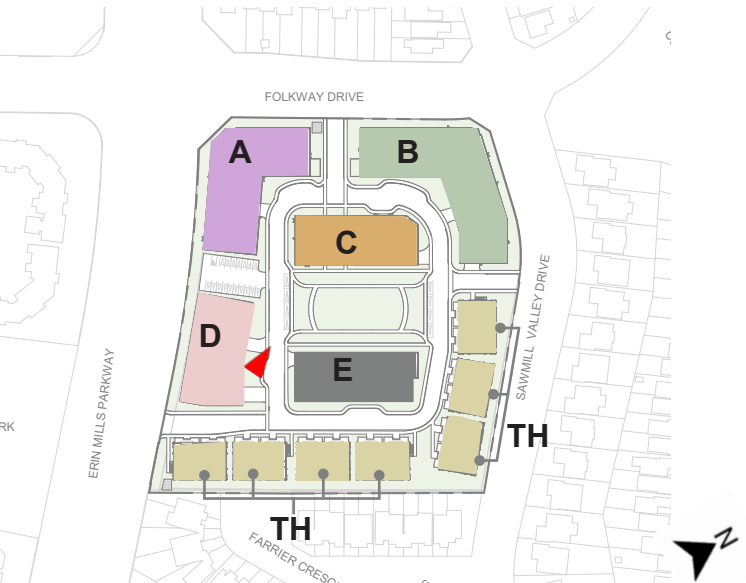 FOLKWAY DRIVE
A
B
C
D
E
SAWMILL VALLEY DRIVE
ERIN MILLS PARKWAY
RK
TH
TH
FARRIER CRESC
N